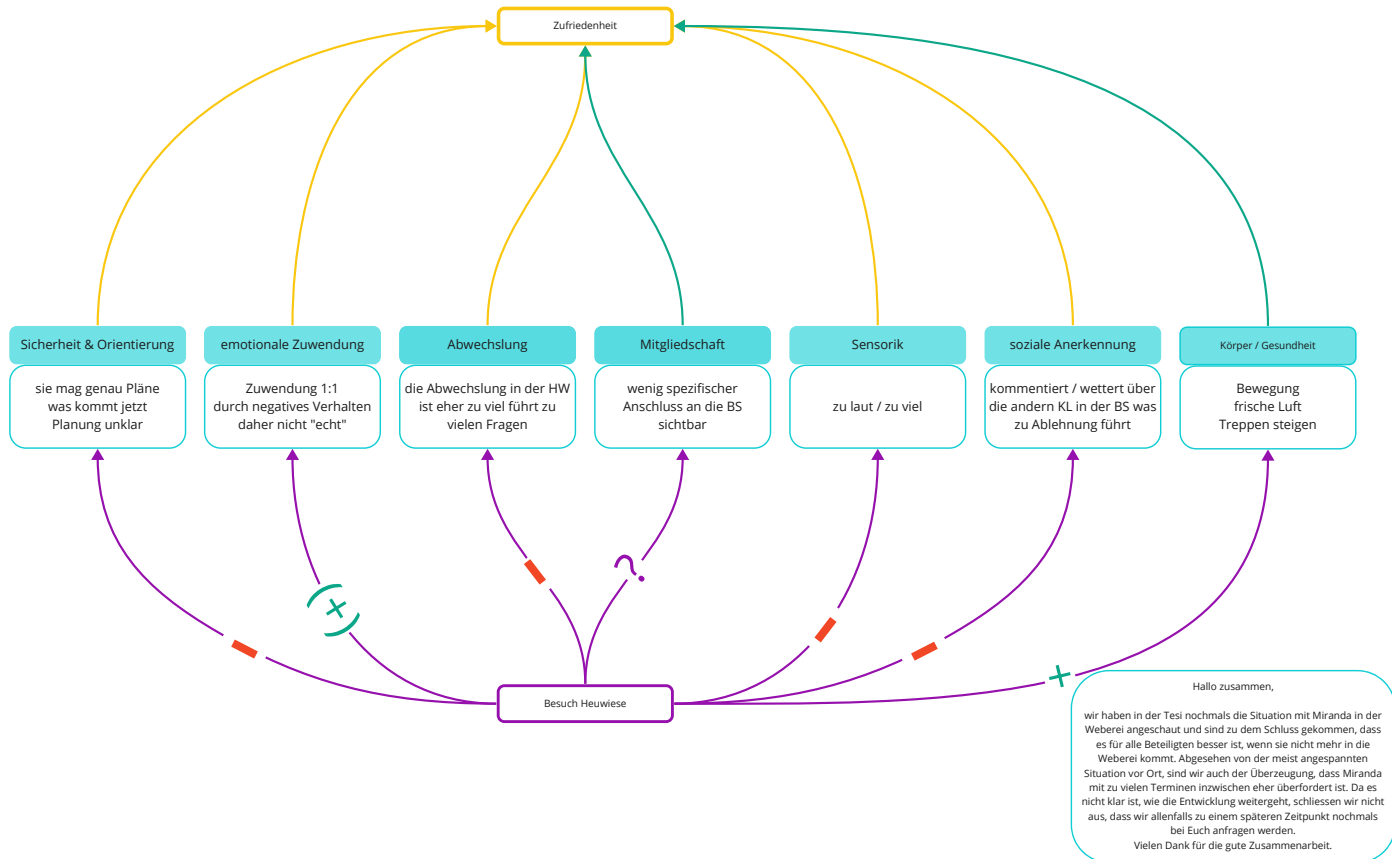 Zufriedenheit
Sicherheit & Orientierung
sie mag genau Pläne
was kommt jetzt
Planung unklar
emotionale Zuwendung
Zuwendung 1:1
durch negatives Verhalten
daher nicht "echt"
Abwechslung
die Abwechslung in der HW
ist eher zu viel führt zu
vielen Fragen
Mitgliedschaft
wenig spezifischer
Anschluss an die BS
sichtbar
Sensorik
zu laut / zu viel
soziale Anerkennung
kommentiert / wettert über
die andern KL in der BS was
zu Ablehnung führt
Körper / Gesundheit
Bewegung
frische Luft
Treppen steigen
-
(+)
-
?
-
-
+
Besuch Heuwiese
Hallo zusammen,
wir haben in der Tesi nochmals die Situation mit Miranda in der
Weberei angeschaut und sind zu dem Schluss gekommen, dass
es für alle Beteiligten besser ist, wenn sie nicht mehr in die
Weberei kommt. Abgesehen von der meist angespannten
Situation vor Ort, sind wir auch der Überzeugung, dass Miranda
mit zu vielen Terminen inzwischen eher überfordert ist. Da es
nicht klar ist, wie die Entwicklung weitergeht, schliessen wir nicht
aus, dass wir allenfalls zu einem späteren Zeitpunkt nochmals
bei Euch anfragen werden.
Vielen Dank für die gute Zusammenarbeit.